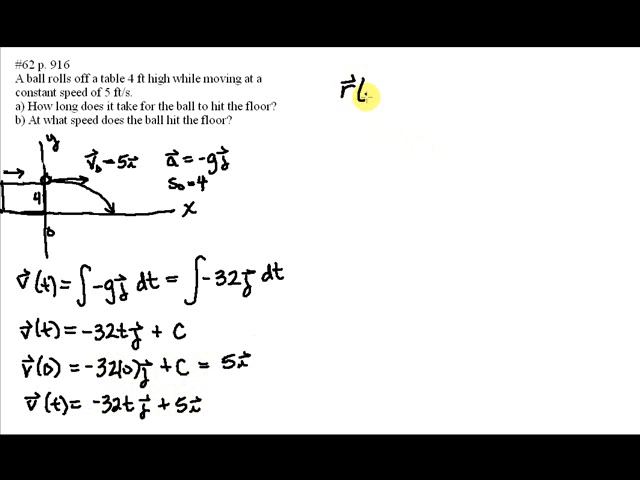 #62 p. 916
A ball rolls off a table 4 ft high while moving at a
constant speed of 5 ft/s.
a) How long does it take for the ball to hit the floor?
b) At what speed does the ball hit the floor?
y
v⃗₀ = 5i⃗
a⃗ = -gj⃗
s₀ = 4
4
x
0
v⃗(t) = ∫ -gj⃗ dt = ∫ -32j⃗ dt
v⃗(t) = -32tj⃗ + C
v⃗(0) = -32(0)j⃗ + C = 5i⃗
v⃗(t) = -32tj⃗ + 5i⃗
r⃗(